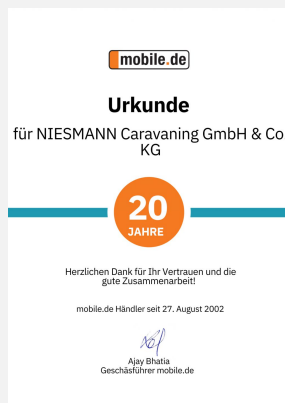 mobile.de
Urkunde
für NIESMANN Caravaning GmbH & Co
KG
20
JAHRE
Herzlichen Dank für Ihr Vertrauen und die
gute Zusammenarbeit!
mobile.de Händler seit 27. August 2002
Ajay Bhatia
Geschäsführer mobile.de